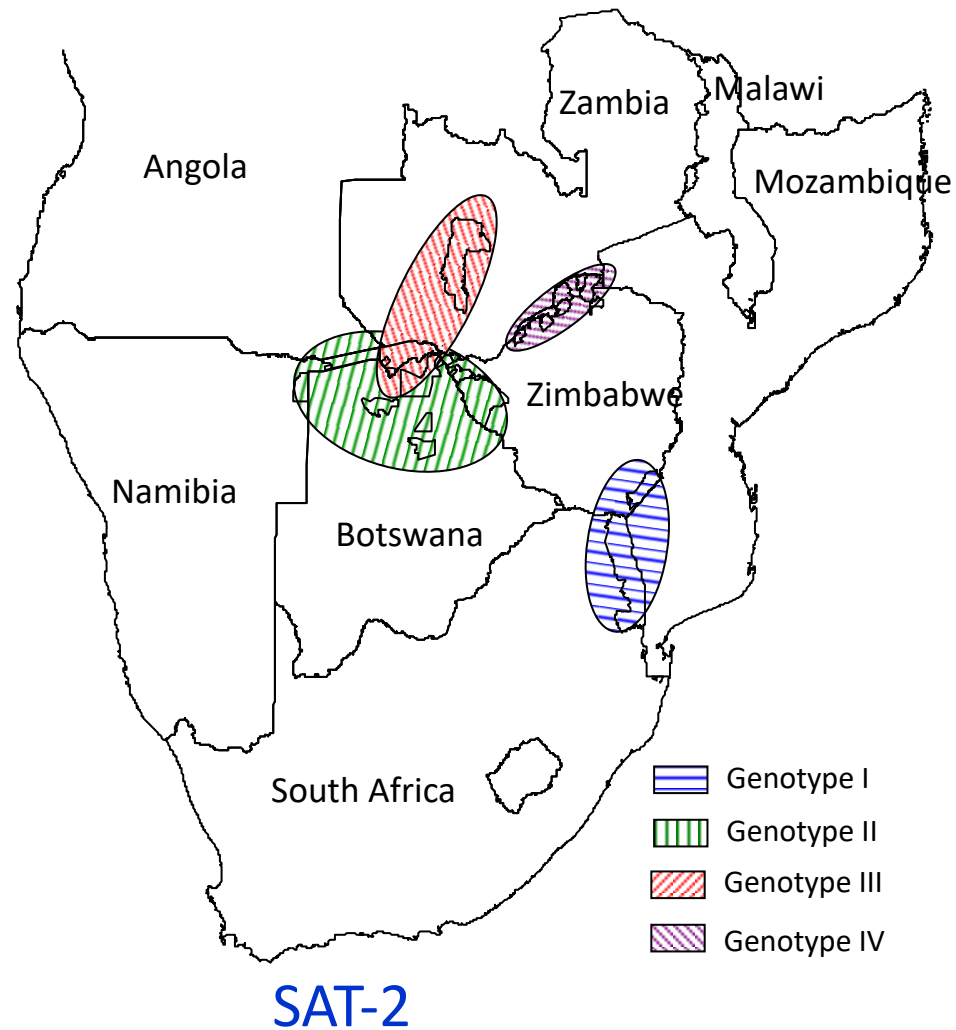 Malawi
Zambia
Angola
Mozambique
Zimbabwe
Namibia
Botswana
South Africa
Genotype I
Genotype II
Genotype III
Genotype IV
SAT-2